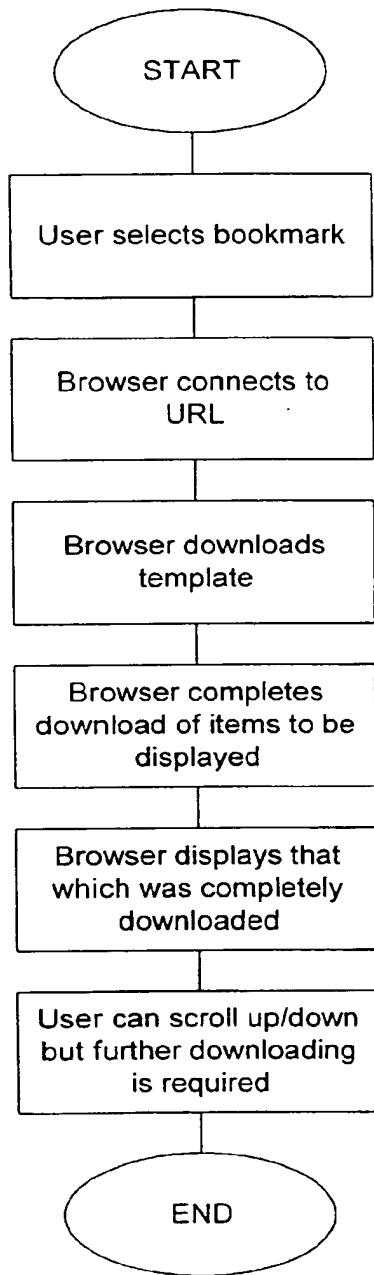 START
User selects bookmark
Browser connects to
URL
Browser downloads
template
Browser completes
download of items to be
displayed
Browser displays that
which was completely
downloaded
User can scroll up/down
but further downloading
is required
END